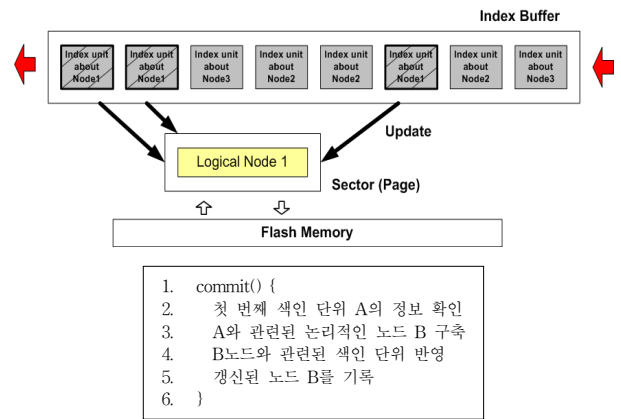 Index Buffer
Index unit
about
Node1
Index unit
about
Node1
Index unit
about
Node3
Index unit
about
Node2
Index unit
about
Node2
Index unit
about
Node1
Index unit
about
Node2
Index unit
about
Node3
Update
Logical Node 1
Sector (Page)
Flash Memory
1. commit() {
2. 첫 번째 색인 단위 A의 정보 확인
3. A와 관련된 논리적인 노드 B 구축
4. B노드와 관련된 색인 단위 반영
5. 갱신된 노드 B를 기록
6. }